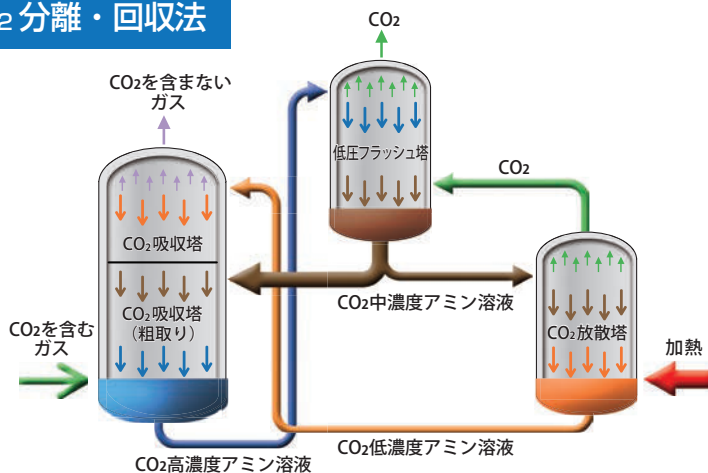 2 分離・回収法
CO2
CO2を含まない
ガス
低圧フラッシュ塔
CO2
CO2吸収塔
CO2中濃度アミン溶液
CO2吸収塔
（粗取り）
CO2を含む
ガス
CO2放散塔
加熱
CO2低濃度アミン溶液
CO2高濃度アミン溶液